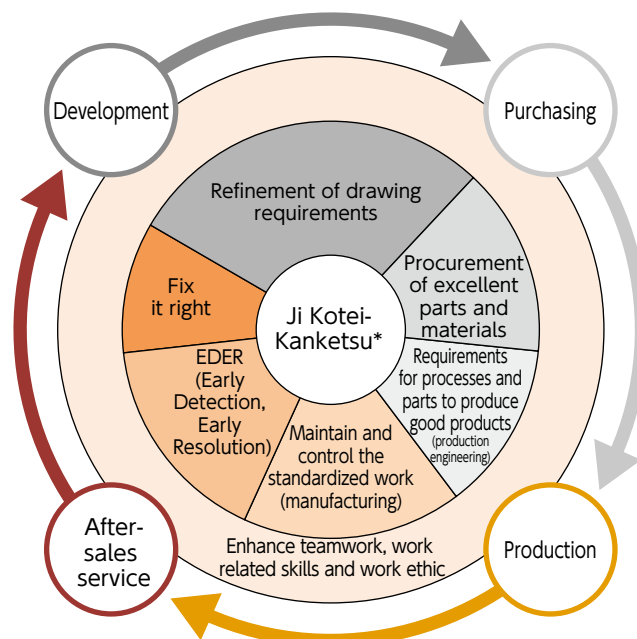 Development
Purchasing
Refinement of drawing
requirements
Procurement
of excellent
parts and
materials
Fix
it right
Ji Kotei-
Kanketsu*
EDER
(Early
Detection,
Early
Resolution)
Requirements
for processes and
parts to produce
good products
(production
engineering)
Maintain and
control the
standardized work
(manufacturing)
After-
sales
service
Enhance teamwork, work
related skills and work ethic
Production